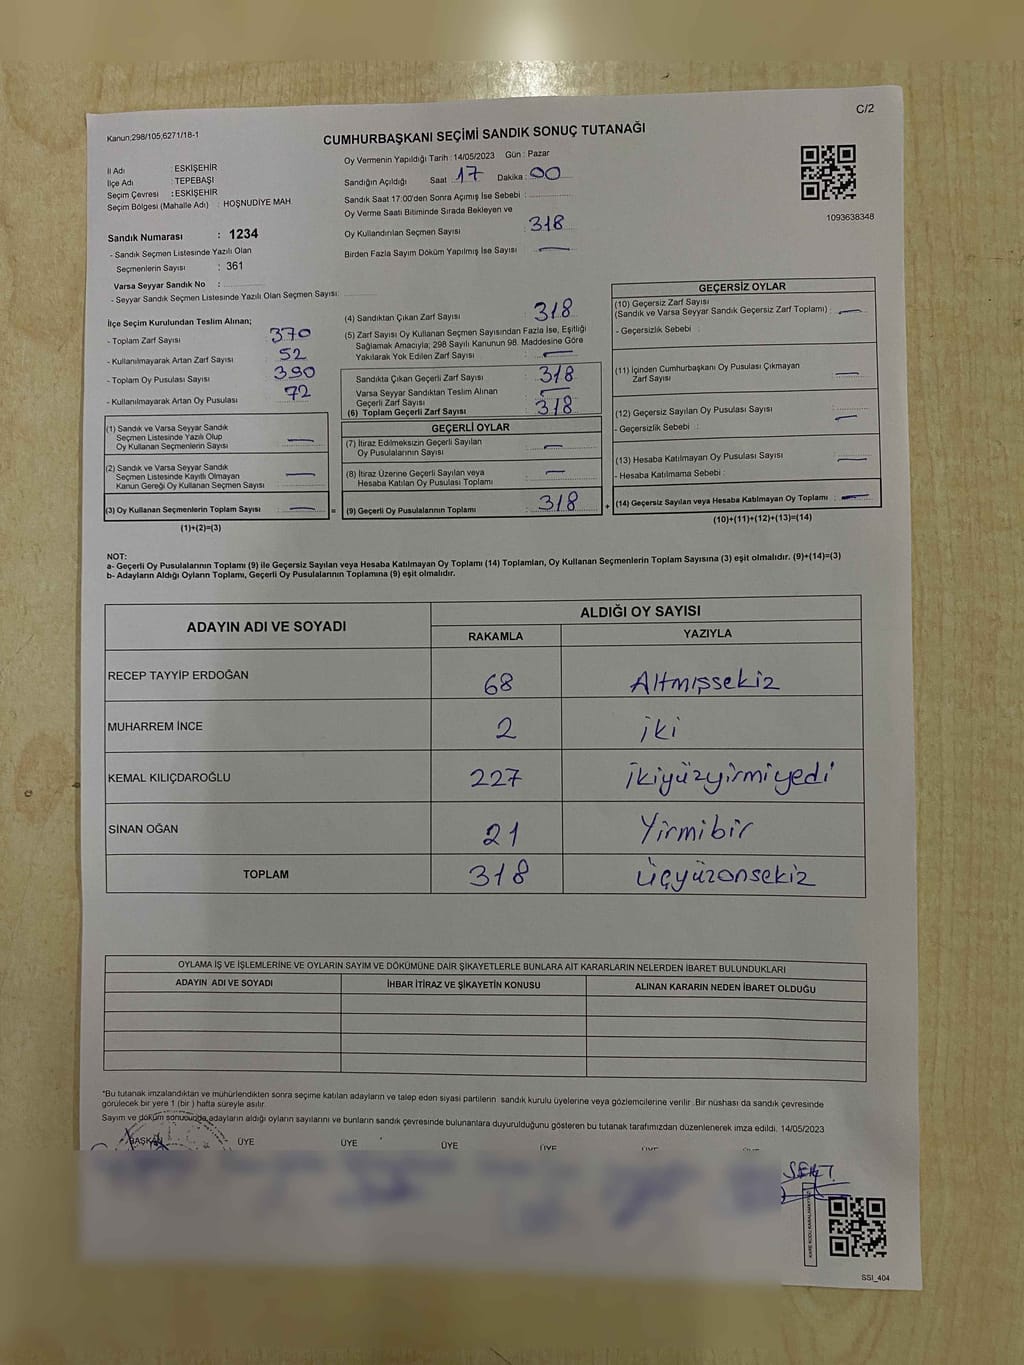 C/2
Kanun:298/105,6271/18-1
CUMHURBAŞKANI SEÇİMİ SANDIK SONUÇ TUTANAĞI
İl Adı : ESKİŞEHİR
İlçe Adı : TEPEBAŞI
Seçim Çevresi : ESKİŞEHİR
Seçim Bölgesi (Mahalle Adı) : HOŞNUDİYE MAH.
Oy Vermenin Yapıldığı Tarih : 14/05/2023 Gün : Pazar
Sandığın Açıldığı Saat 17 Dakika : 00
Sandık Saat 17:00'den Sonra Açılmış İse Sebebi :
Oy Verme Saati Bitiminde Sırada Bekleyen ve
Oy Kullandırılan Seçmen Sayısı : 318
Birden Fazla Sayım Döküm Yapılmış İse Sayısı : —
1093638348
Sandık Numarası : 1234
- Sandık Seçmen Listesinde Yazılı Olan
Seçmenlerin Sayısı : 361
Varsa Seyyar Sandık No :
- Seyyar Sandık Seçmen Listesinde Yazılı Olan Seçmen Sayısı:
İlçe Seçim Kurulundan Teslim Alınan;
- Toplam Zarf Sayısı : 370
- Kullanılmayarak Artan Zarf Sayısı : 52
- Toplam Oy Pusulası Sayısı : 390
- Kullanılmayarak Artan Oy Pusulası : 72
(1) Sandık ve Varsa Seyyar Sandık
Seçmen Listesinde Yazılı Olup
Oy Kullanan Seçmenlerin Sayısı : —
(2) Sandık ve Varsa Seyyar Sandık
Seçmen Listesinde Kayıtlı Olmayan
Kanun Gereği Oy Kullanan Seçmen Sayısı : —
(3) Oy Kullanan Seçmenlerin Toplam Sayısı : —
(1)+(2)=(3)
=
(4) Sandıktan Çıkan Zarf Sayısı : 318
(5) Zarf Sayısı Oy Kullanan Seçmen Sayısından Fazla İse, Eşitliği
Sağlamak Amacıyla; 298 Sayılı Kanunun 98. Maddesine Göre
Yakılarak Yok Edilen Zarf Sayısı : —
Sandıkta Çıkan Geçerli Zarf Sayısı : 318
Varsa Seyyar Sandıktan Teslim Alınan
Geçerli Zarf Sayısı : —
(6) Toplam Geçerli Zarf Sayısı : 318
GEÇERLİ OYLAR
(7) İtiraz Edilmeksizin Geçerli Sayılan
Oy Pusulalarının Sayısı : —
(8) İtiraz Üzerine Geçerli Sayılan veya
Hesaba Katılan Oy Pusulası Toplamı : —
(9) Geçerli Oy Pusulalarının Toplamı : 318
+
GEÇERSİZ OYLAR
(10) Geçersiz Zarf Sayısı
(Sandık ve Varsa Seyyar Sandık Geçersiz Zarf Toplamı) : —
- Geçersizlik Sebebi :
(11) İçinden Cumhurbaşkanı Oy Pusulası Çıkmayan
Zarf Sayısı : —
(12) Geçersiz Sayılan Oy Pusulası Sayısı : —
- Geçersizlik Sebebi :
(13) Hesaba Katılmayan Oy Pusulası Sayısı : —
- Hesaba Katılmama Sebebi :
(14) Geçersiz Sayılan veya Hesaba Katılmayan Oy Toplamı : —
(10)+(11)+(12)+(13)=(14)
NOT:
a- Geçerli Oy Pusulalarının Toplamı (9) ile Geçersiz Sayılan veya Hesaba Katılmayan Oy Toplamı (14) Toplamları, Oy Kullanan Seçmenlerin Toplam Sayısına (3) eşit olmalıdır. (9)+(14)=(3)
b- Adayların Aldığı Oyların Toplamı, Geçerli Oy Pusulalarının Toplamına (9) eşit olmalıdır.
ADAYIN ADI VE SOYADI ALDIĞI OY SAYISI
RAKAMLA YAZIYLA
RECEP TAYYİP ERDOĞAN 68 Altmışsekiz
MUHARREM İNCE 2 iki
KEMAL KILIÇDAROĞLU 227 İkiyüzyirmiyedi
SİNAN OĞAN 21 Yirmibir
TOPLAM 318 Üçyüzonsekiz
OYLAMA İŞ VE İŞLEMLERİNE VE OYLARIN SAYIM VE DÖKÜMÜNE DAİR ŞİKAYETLERLE BUNLARA AİT KARARLARIN NELERDEN İBARET BULUNDUKLARI
ADAYIN ADI VE SOYADI İHBAR İTİRAZ VE ŞİKAYETİN KONUSU ALINAN KARARIN NEDEN İBARET OLDUĞU
*Bu tutanak imzalandıktan ve mühürlendikten sonra seçime katılan adayların ve talep eden siyasi partilerin sandık kurulu üyelerine veya gözlemcilerine verilir .Bir nüshası da sandık çevresinde
görülecek bir yere 1 (bir ) hafta süreyle asılır.
Sayım ve döküm sonucunda adayların aldığı oyların sayılarını ve bunların sandık çevresinde bulunanlara duyurulduğunu gösteren bu tutanak tarafımızdan düzenlenerek imza edildi. 14/05/2023
BAŞKAN ÜYE ÜYE ÜYE ÜYE ÜYE ÜYE
SSI_404